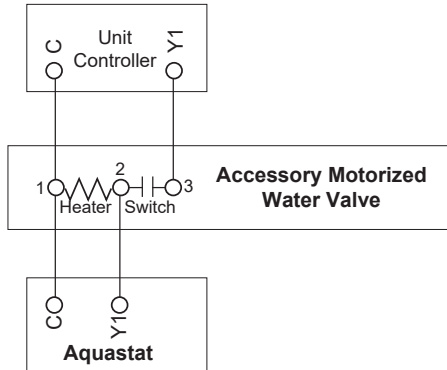 C
Unit
Controller
Y1
1
2
3
Heater
Switch
Accessory Motorized
Water Valve
C
Y1
Aquastat